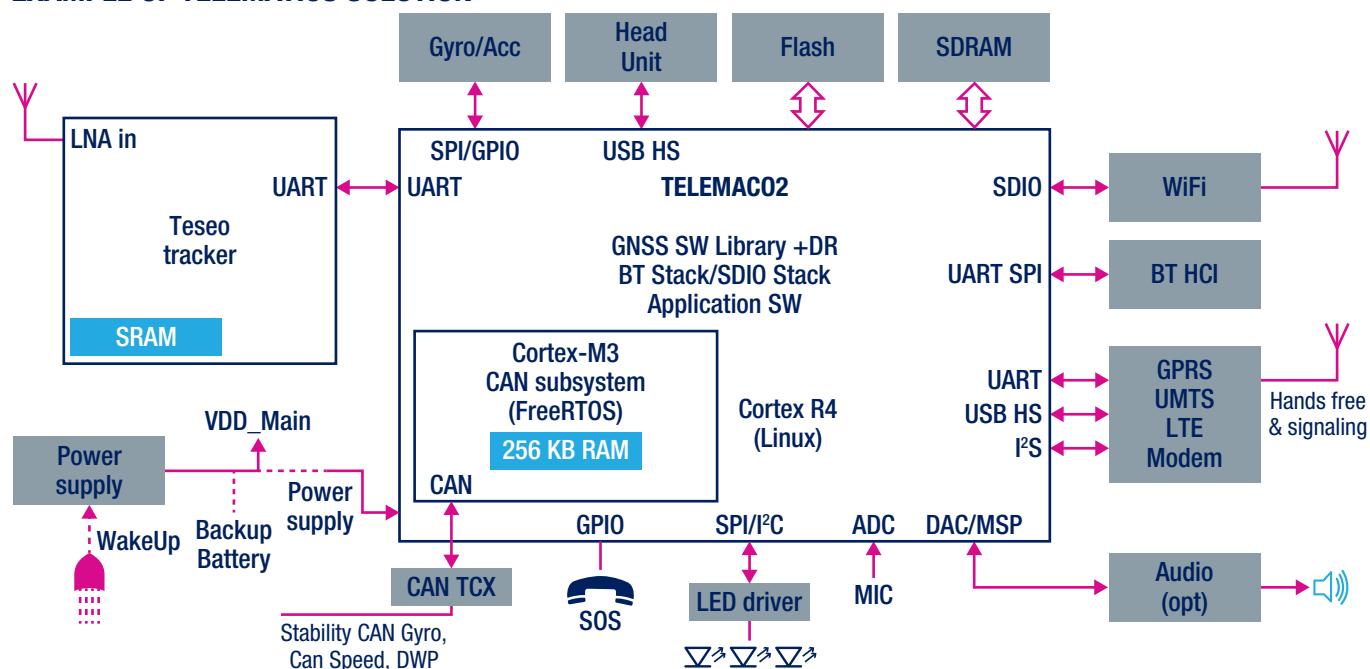 Gyro/Acc
Head
Unit
Flash
SDRAM
LNA in
UART
Teseo
tracker
SRAM
SPI/GPIO
USB HS
UART
TELEMACO2
SDIO
GNSS SW Library +DR
BT Stack/SDIO Stack
Application SW
UART SPI
Cortex-M3
CAN subsystem
(FreeRTOS)
256 KB RAM
CAN
Cortex R4
(Linux)
UART
USB HS
I²S
GPIO
SPI/I²C
ADC
DAC/MSP
WiFi
BT HCI
GPRS
UMTS
LTE
Modem
Hands free
& signaling
VDD_Main
Power
supply
Power
supply
WakeUp
Backup
Battery
CAN TCX
Stability CAN Gyro,
Can Speed, DWP
SOS
LED driver
MIC
Audio
(opt)